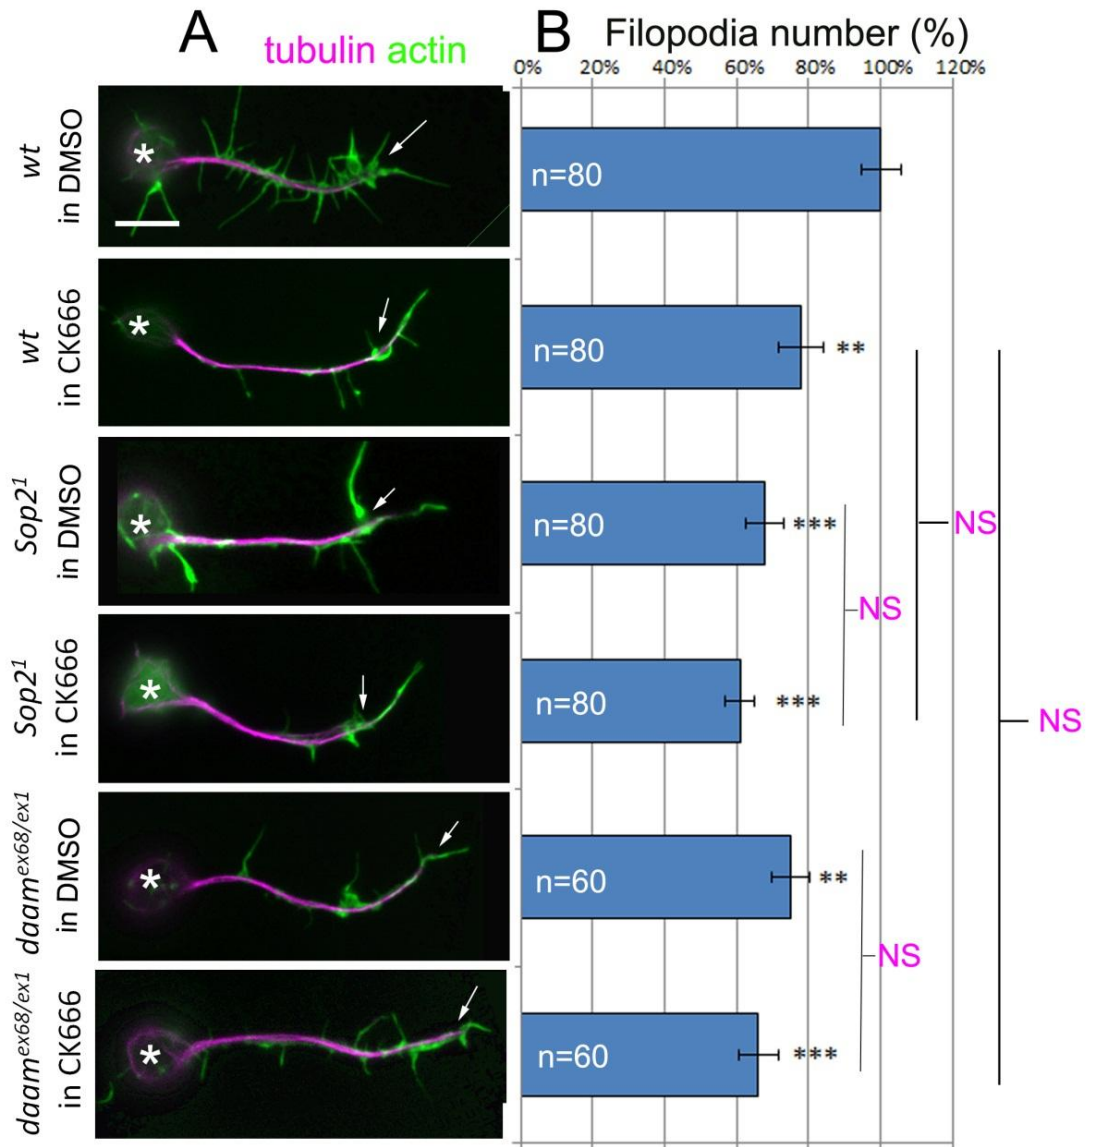 A
tubulin actin
B Filopodia number (%)
0% 20% 40% 60% 80% 100% 120%
wt
in DMSO
*
n=80
wt
in CK666
*
n=80
**
Sop2¹
in DMSO
*
n=80
***
NS
NS
Sop2¹
in CK666
*
n=80
***
NS
daam^ex68/ex1
in DMSO
*
n=60
**
NS
daam^ex68/ex1
in CK666
*
n=60
***